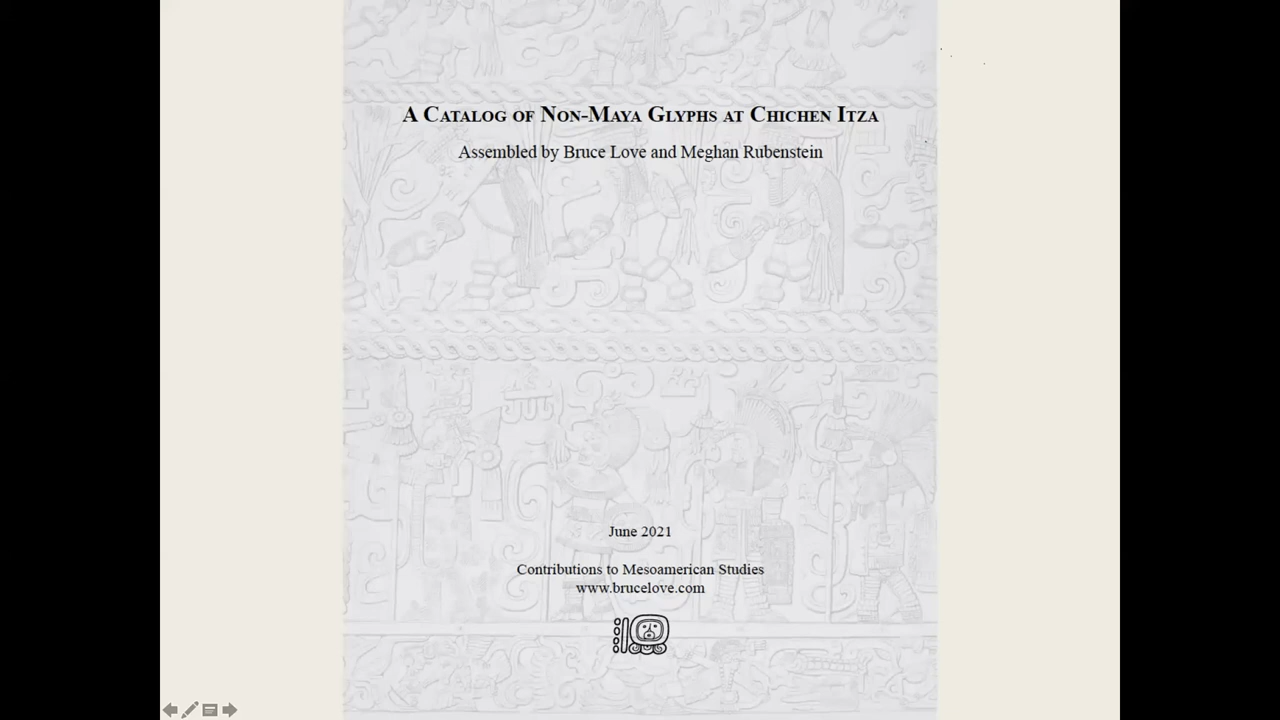 A Catalog of Non-Maya Glyphs at Chichen Itza
Assembled by Bruce Love and Meghan Rubenstein
June 2021
Contributions to Mesoamerican Studies
www.brucelove.com